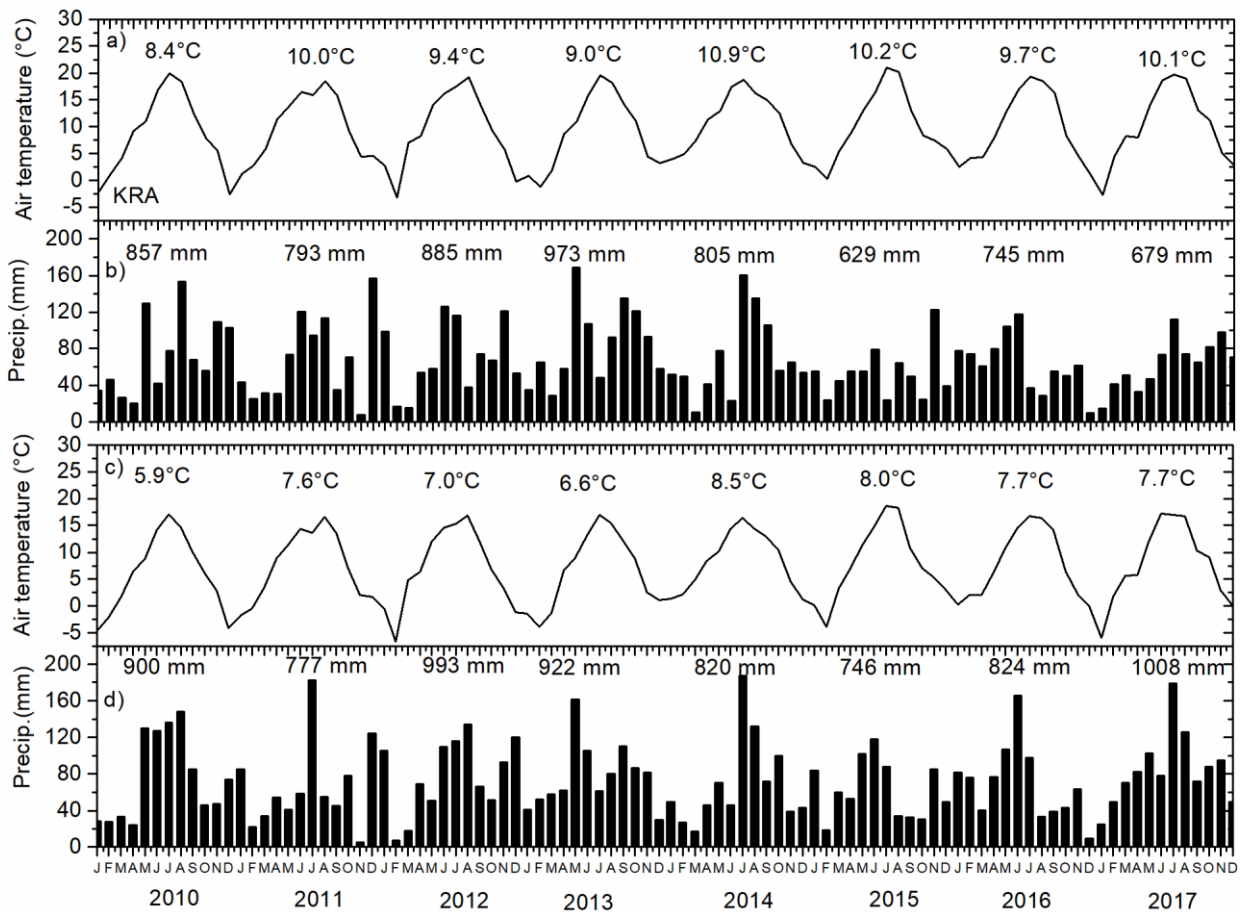 Air temperature (°C)
30
25
20
15
10
5
0
-5
a)
8.4°C 10.0°C 9.4°C 9.0°C 10.9°C 10.2°C 9.7°C 10.1°C
KRA
Precip.(mm)
200
160
120
80
40
0
b)
857 mm 793 mm 885 mm 973 mm 805 mm 629 mm 745 mm 679 mm
Air temperature (°C)
30
25
20
15
10
5
0
-5
c)
5.9°C 7.6°C 7.0°C 6.6°C 8.5°C 8.0°C 7.7°C 7.7°C
Precip.(mm)
200
160
120
80
40
0
d)
900 mm 777 mm 993 mm 922 mm 820 mm 746 mm 824 mm 1008 mm
J F M A M J J A S O N D J F M A M J J A S O N D J F M A M J J A S O N D J F M A M J J A S O N D J F M A M J J A S O N D J F M A M J J A S O N D J F M A M J J A S O N D J F M A M J J A S O N D
2010 2011 2012 2013 2014 2015 2016 2017